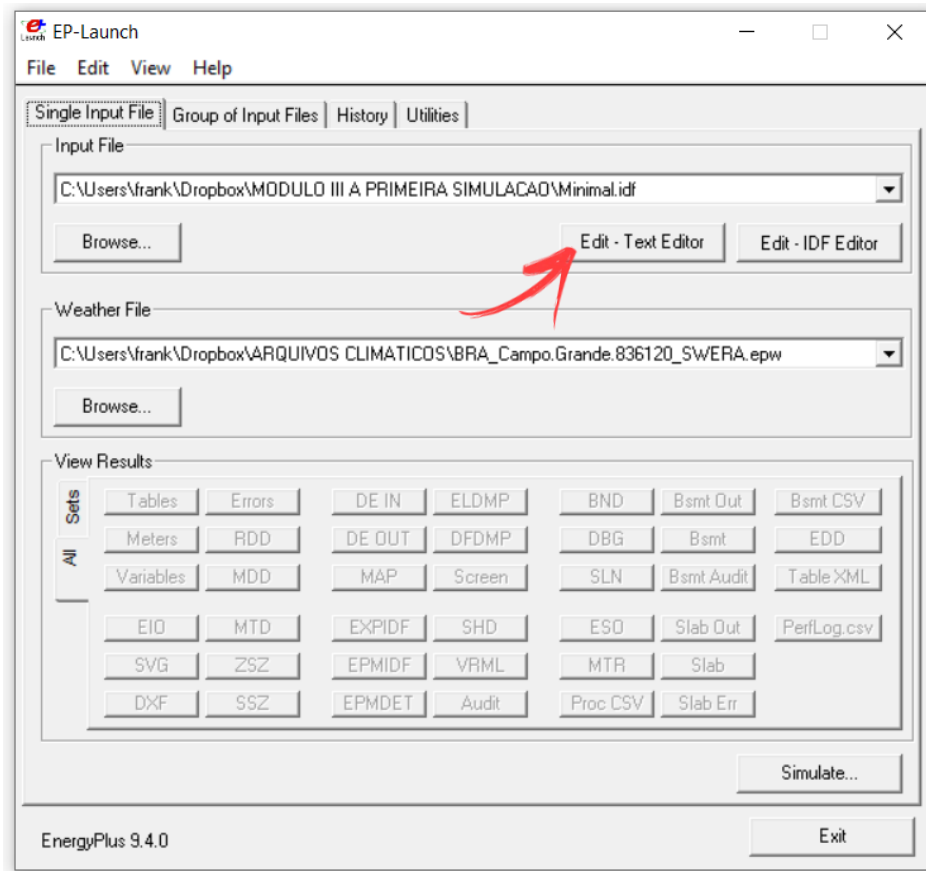 EP-Launch
File Edit View Help
Single Input File Group of Input Files History Utilities
Input File
C:\Users\frank\Dropbox\MODULO III A PRIMEIRA SIMULACAO\Minimal.idf
Browse... Edit - Text Editor Edit - IDF Editor
Weather File
C:\Users\frank\Dropbox\ARQUIVOS CLIMATICOS\BRA_Campo.Grande.836120_SWERA.epw
Browse...
View Results
Sets
All
Tables Errors DE IN ELDMP BND Bsmt Out Bsmt CSV
Meters RDD DE OUT DFDMP DBG Bsmt EDD
Variables MDD MAP Screen SLN Bsmt Audit Table XML
EIO MTD EXPIDF SHD ESO Slab Out PerfLog.csv
SVG ZSZ EPMIDF VRML MTR Slab
DXF SSZ EPMDET Audit Proc CSV Slab Err
Simulate...
EnergyPlus 9.4.0 Exit